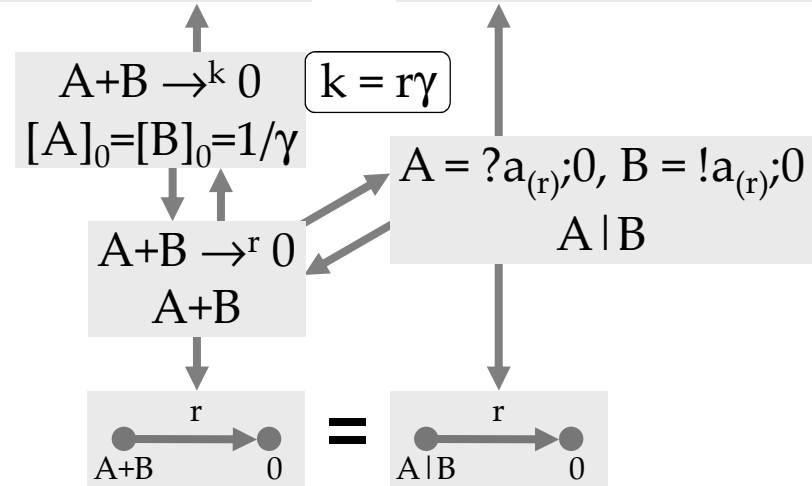 A+B →ᵏ 0
k = rγ
[A]₀=[B]₀=1/γ
A = ?a₍ᵣ₎;0, B = !a₍ᵣ₎;0
A|B
A+B →ʳ 0
A+B
r
A+B 0
=
r
A|B 0